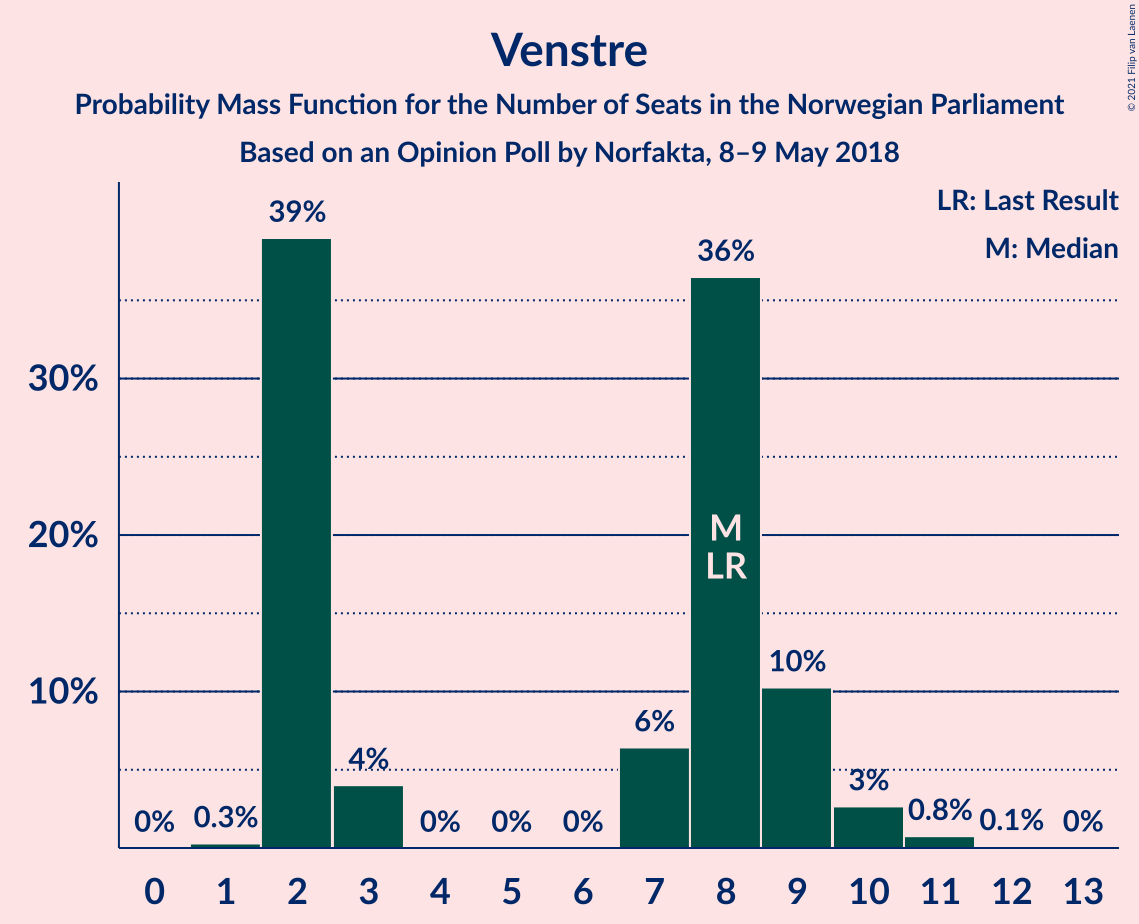 Venstre
Probability Mass Function for the Number of Seats in the Norwegian Parliament
Based on an Opinion Poll by Norfakta, 8–9 May 2018
© 2021 Filip van Laenen
LR: Last Result
M: Median
30%
20%
10%
0%
0.3%
39%
4%
0%
0%
0%
6%
36%
10%
3%
0.8%
0.1%
0%
M
LR
0 1 2 3 4 5 6 7 8 9 10 11 12 13